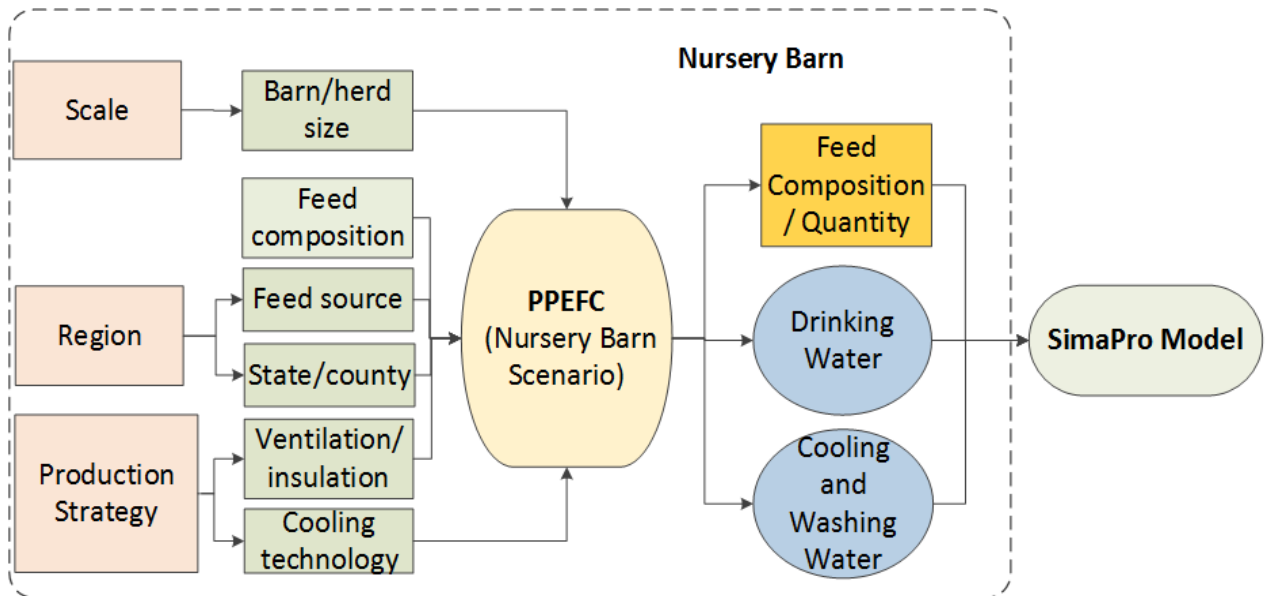 Nursery Barn
Scale
Barn/herd
size
Feed
composition
Region
Feed source
State/county
Production
Strategy
Ventilation/
insulation
Cooling
technology
PPEFC
(Nursery Barn
Scenario)
Feed
Composition
/ Quantity
Drinking
Water
Cooling
and
Washing
Water
SimaPro Model